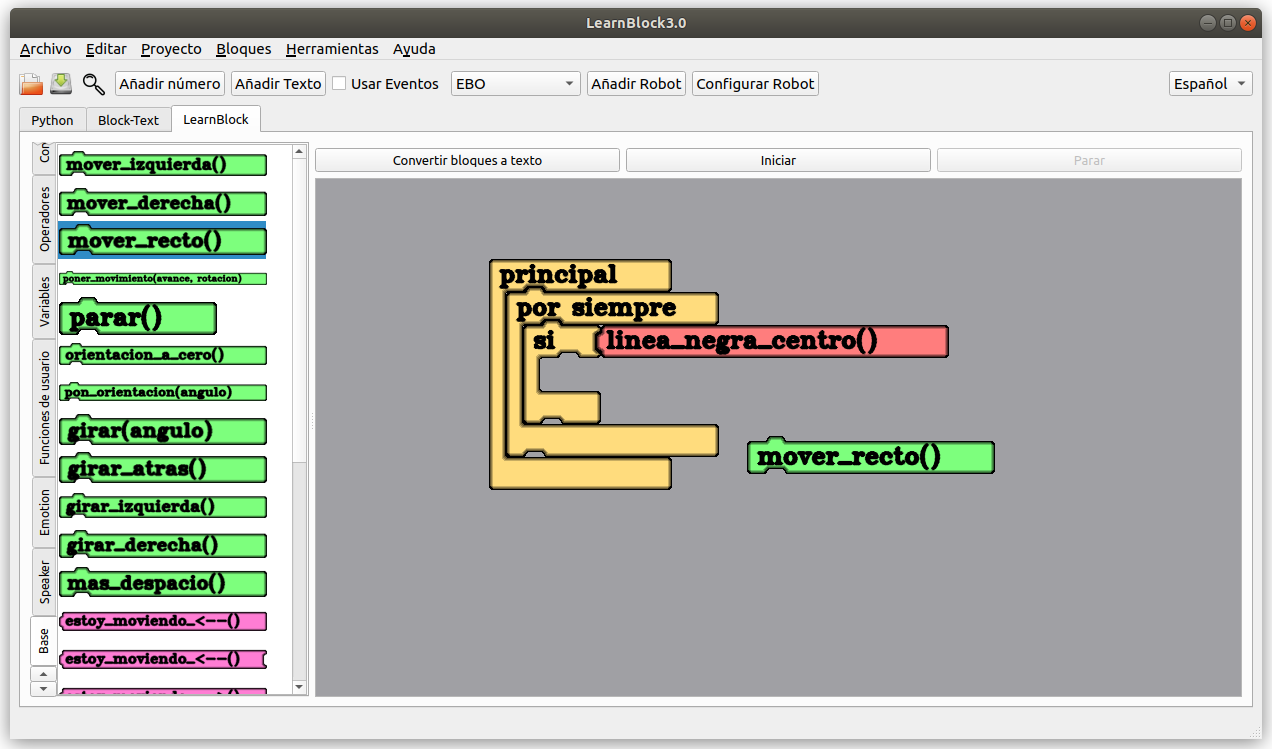 LearnBlock3.0
Archivo Editar Proyecto Bloques Herramientas Ayuda
Añadir número Añadir Texto Usar Eventos EBO Añadir Robot Configurar Robot Español
Python Block-Text LearnBlock
Operadores
Variables
Funciones de usuario
Emotion
Speaker
Base
mover_izquierda()
mover_derecha()
mover_recto()
poner_movimiento(avance, rotacion)
parar()
orientacion_a_cero()
pon_orientacion(angulo)
girar(angulo)
girar_atras()
girar_izquierda()
girar_derecha()
mas_despacio()
estoy_moviendo_<--()
estoy_moviendo_<--()
Convertir bloques a texto Iniciar Parar
principal
por siempre
si linea_negra_centro()
mover_recto()